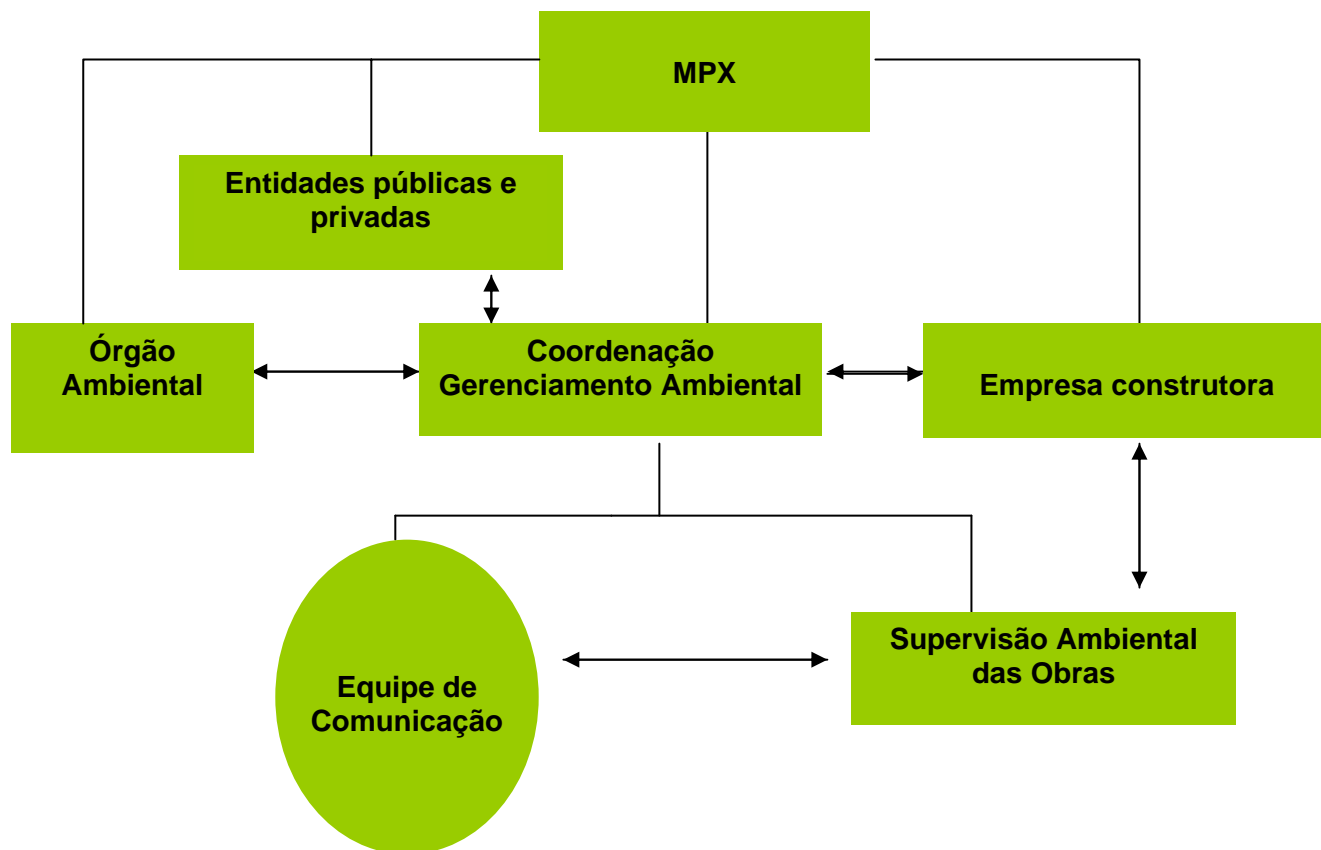 MPX
Entidades públicas e
privadas
Órgão
Ambiental
Coordenação
Gerenciamento Ambiental
Empresa construtora
Supervisão Ambiental
das Obras
Equipe de
Comunicação